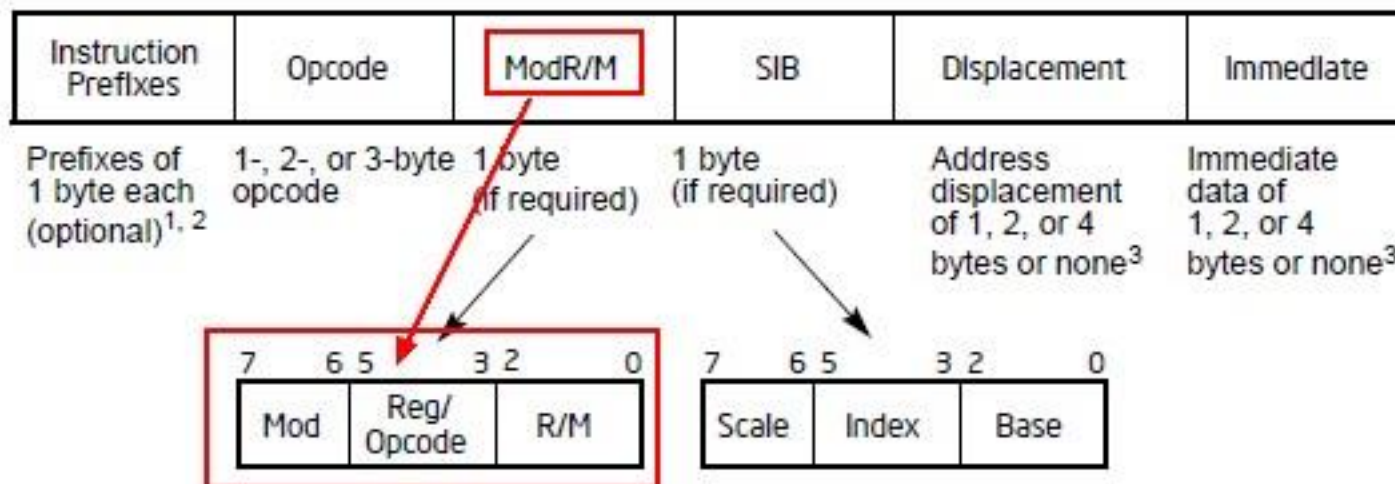 Instruction Prefixes
Opcode
ModR/M
SIB
Displacement
Immediate
Prefixes of
1 byte each
(optional)1, 2
1-, 2-, or 3-byte
opcode
1 byte
(if required)
1 byte
(if required)
Address
displacement
of 1, 2, or 4
bytes or none3
Immediate
data of
1, 2, or 4
bytes or none3
7 6 5 3 2 0
Mod
Reg/
Opcode
R/M
7 6 5 3 2 0
Scale
Index
Base